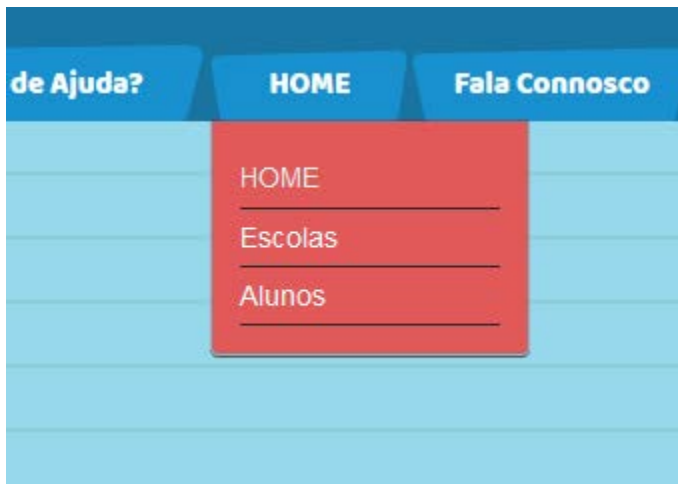 de Ajuda? HOME Fala Connosco
HOME
Escolas
Alunos